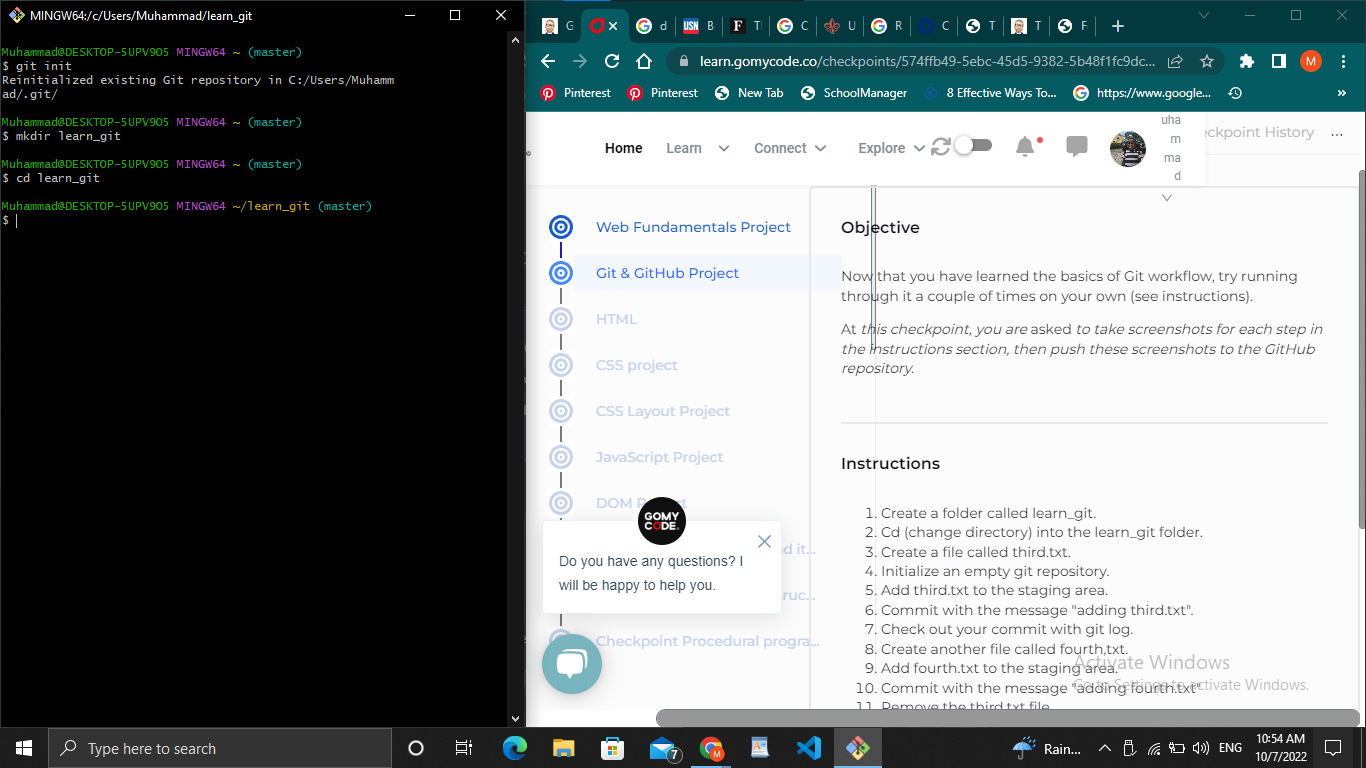 MINGW64:/c/Users/Muhammad/learn_git
Muhammad@DESKTOP-5UPV9O5 MINGW64 ~ (master)
$ git init
Reinitialized existing Git repository in C:/Users/Muhamm
ad/.git/
Muhammad@DESKTOP-5UPV9O5 MINGW64 ~ (master)
$ mkdir learn_git
Muhammad@DESKTOP-5UPV9O5 MINGW64 ~ (master)
$ cd learn_git
Muhammad@DESKTOP-5UPV9O5 MINGW64 ~/learn_git (master)
$
G d USN B F T G C U G R C T T F
learn.gomycode.co/checkpoints/574ffb49-5ebc-45d5-9382-5b48f1fc9dc...
M
Pinterest Pinterest New Tab SchoolManager 8 Effective Ways To... https://www.google... »
Home Learn Connect Explore
uha
m
ma
d
ckpoint History ...
Web Fundamentals Project
Git & GitHub Project
HTML
CSS project
CSS Layout Project
JavaScript Project
DOM P
d it...
ruc...
Checkpoint Procedural progra...
GOMY
CODE
Do you have any questions? I
will be happy to help you.
Objective
Now that you have learned the basics of Git workflow, try running
through it a couple of times on your own (see instructions).
At this checkpoint, you are asked to take screenshots for each step in
the instructions section, then push these screenshots to the GitHub
repository.
Instructions
1. Create a folder called learn_git.
2. Cd (change directory) into the learn_git folder.
3. Create a file called third.txt.
4. Initialize an empty git repository.
5. Add third.txt to the staging area.
6. Commit with the message "adding third.txt".
7. Check out your commit with git log.
8. Create another file called fourth.txt.
9. Add fourth.txt to the staging area.
10. Commit with the message "adding fourth.txt"
11. Remove the third.txt file
Activate Windows
Go to Settings to activate Windows.
Type here to search
7
M
Rain...
ENG
10:54 AM
10/7/2022